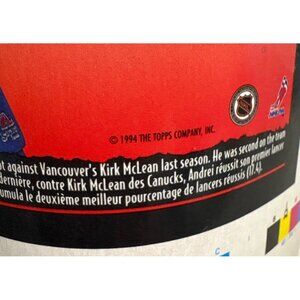 © 1994 THE TOPPS COMPANY, INC.
against Vancouver's Kirk McLean last season. He was second on the team
dernière, contre Kirk McLean des Canucks, Andrei réussit son premier lancer
le deuxième meilleur pourcentage de lancers réussis (17.4).